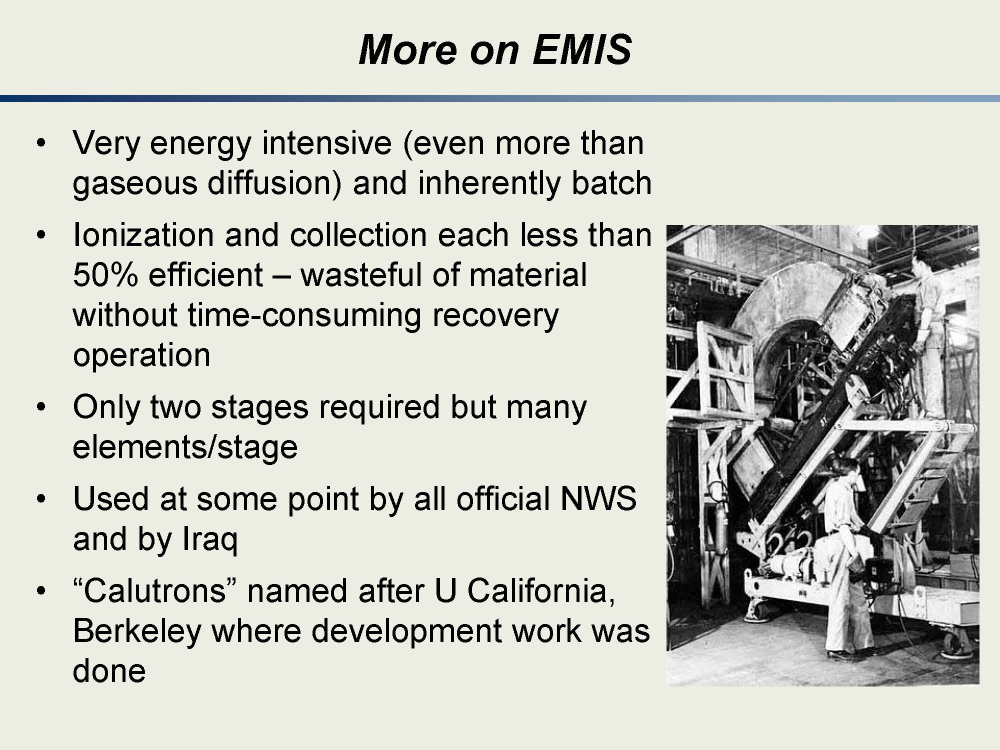 More on EMIS
• Very energy intensive (even more than
gaseous diffusion) and inherently batch
• Ionization and collection each less than
50% efficient – wasteful of material
without time-consuming recovery
operation
• Only two stages required but many
elements/stage
• Used at some point by all official NWS
and by Iraq
• “Calutrons” named after U California,
Berkeley where development work was
done